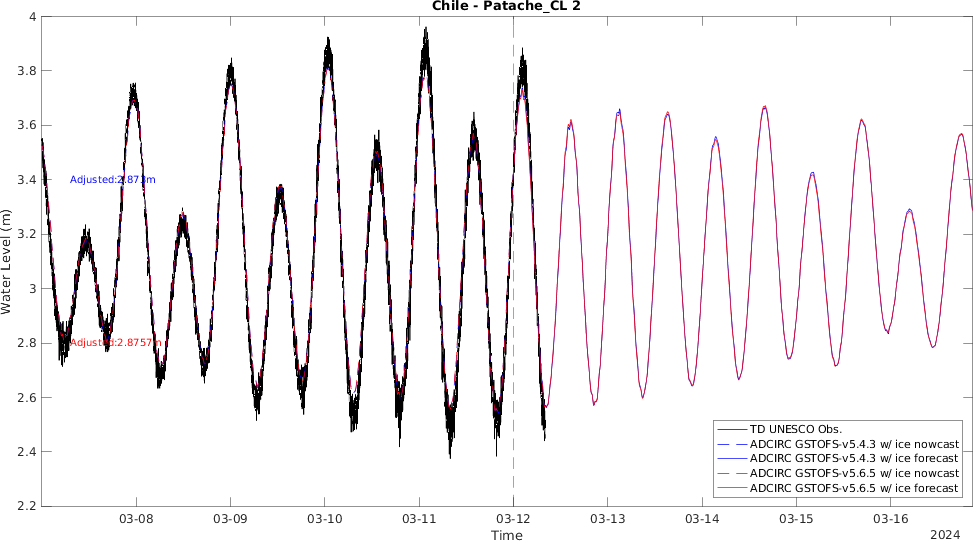 Chile - Patache_CL 2
4
3.8
3.6
3.4
3.2
3
2.8
2.6
2.4
2.2
Water Level (m)
Adjusted:2.873m
Adjusted:2.8757m
TD UNESCO Obs.
ADCIRC GSTOFS-v5.4.3 w/ ice nowcast
ADCIRC GSTOFS-v5.4.3 w/ ice forecast
ADCIRC GSTOFS-v5.6.5 w/ ice nowcast
ADCIRC GSTOFS-v5.6.5 w/ ice forecast
03-08 03-09 03-10 03-11 03-12 03-13 03-14 03-15 03-16
Time
2024